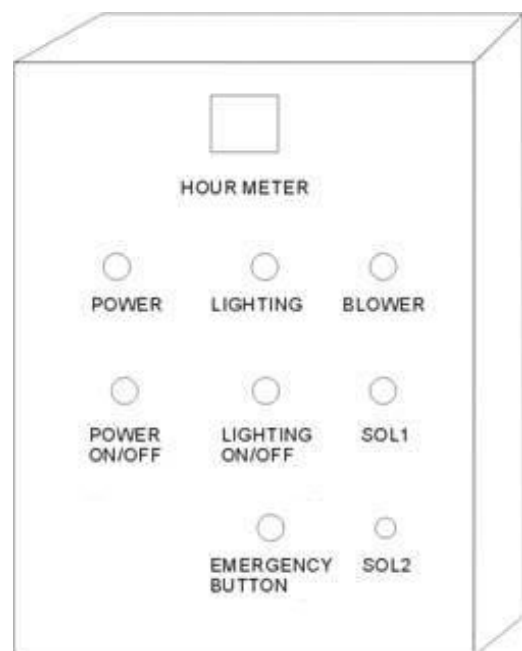 HOUR METER
POWER
LIGHTING
BLOWER
POWER
ON/OFF
LIGHTING
ON/OFF
SOL1
EMERGENCY
BUTTON
SOL2